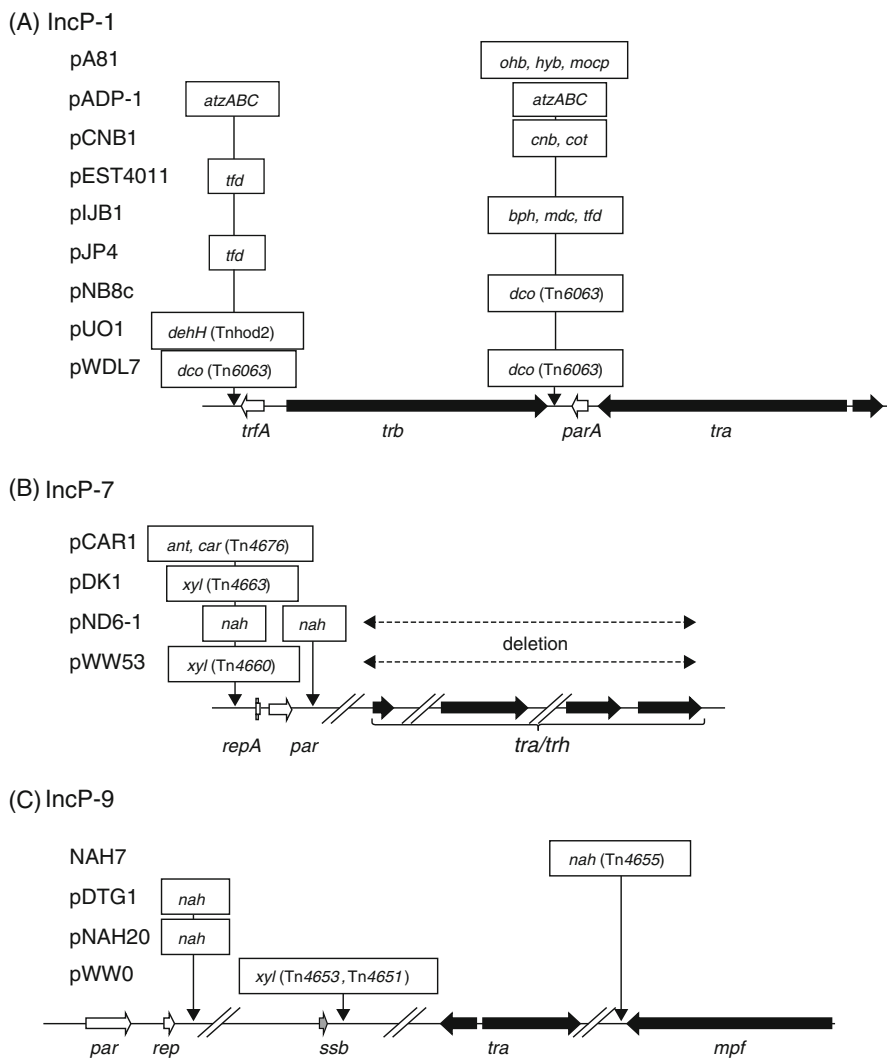 (A) IncP-1
pA81 ohb, hyb, mocp
pADP-1 atzABC atzABC
pCNB1 cnb, cot
pEST4011 tfd
pIJB1 bph, mdc, tfd
pJP4 tfd
pNB8c dco (Tn6063)
pUO1 dehH (Tnhod2)
pWDL7 dco (Tn6063) dco (Tn6063)
trfA trb parA tra
(B) IncP-7
pCAR1 ant, car (Tn4676)
pDK1 xyl (Tn4663)
pND6-1 nah nah
deletion
pWW53 xyl (Tn4660)
repA par tra/trh
(C) IncP-9
NAH7 nah (Tn4655)
pDTG1 nah
pNAH20 nah
pWW0 xyl (Tn4653, Tn4651)
par rep ssb tra mpf